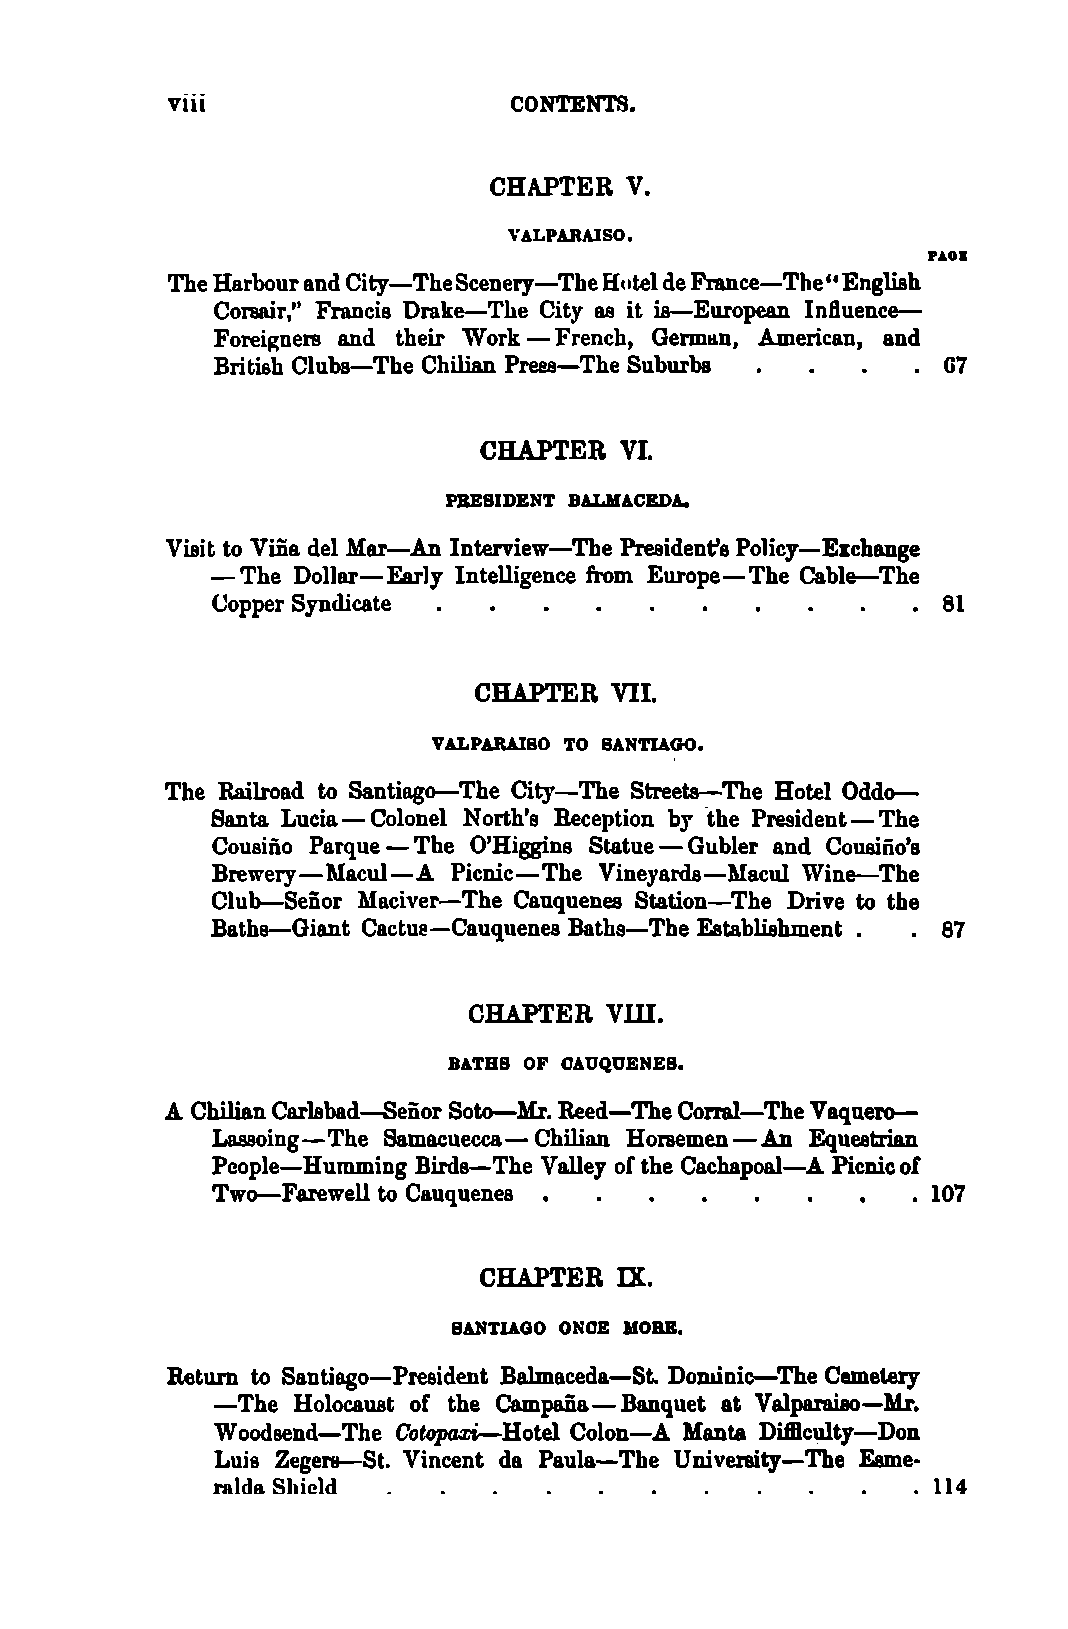 viii CONTENTS.
CHAPTER V.
VALPARAISO.
PAGE
The Harbour and City—The Scenery—The Hotel de France—The "English
Corsair," Francis Drake—The City as it is—European Influence—
Foreigners and their Work—French, German, American, and
British Clubs—The Chilian Press—The Suburbs . . . . 67
CHAPTER VI.
PRESIDENT BALMACEDA.
Visit to Viña del Mar—An Interview—The President's Policy—Exchange
—The Dollar—Early Intelligence from Europe—The Cable—The
Copper Syndicate . . . . . . . . . . 81
CHAPTER VII.
VALPARAISO TO SANTIAGO.
The Railroad to Santiago—The City—The Streets—The Hotel Oddo—
Santa Lucia—Colonel North's Reception by the President—The
Cousiño Parque—The O'Higgins Statue—Gubler and Cousiño's
Brewery—Macul—A Picnic—The Vineyards—Macul Wine—The
Club—Señor Maciver—The Cauquenes Station—The Drive to the
Baths—Giant Cactus—Cauquenes Baths—The Establishment . . 87
CHAPTER VIII.
BATHS OF CAUQUENES.
A Chilian Carlsbad—Señor Soto—Mr. Reed—The Corral—The Vaquero—
Lassoing—The Samacuecca—Chilian Horsemen—An Equestrian
People—Humming Birds—The Valley of the Cachapoal—A Picnic of
Two—Farewell to Cauquenes . . . . . . . . 107
CHAPTER IX.
SANTIAGO ONCE MORE.
Return to Santiago—President Balmaceda—St. Dominic—The Cemetery
—The Holocaust of the Campaña—Banquet at Valparaiso—Mr.
Woodsend—The Cotopaxi—Hotel Colon—A Manta Difficulty—Don
Luis Zegers—St. Vincent da Paula—The University—The Esme-
ralda Shield . . . . . . . . . . . 114